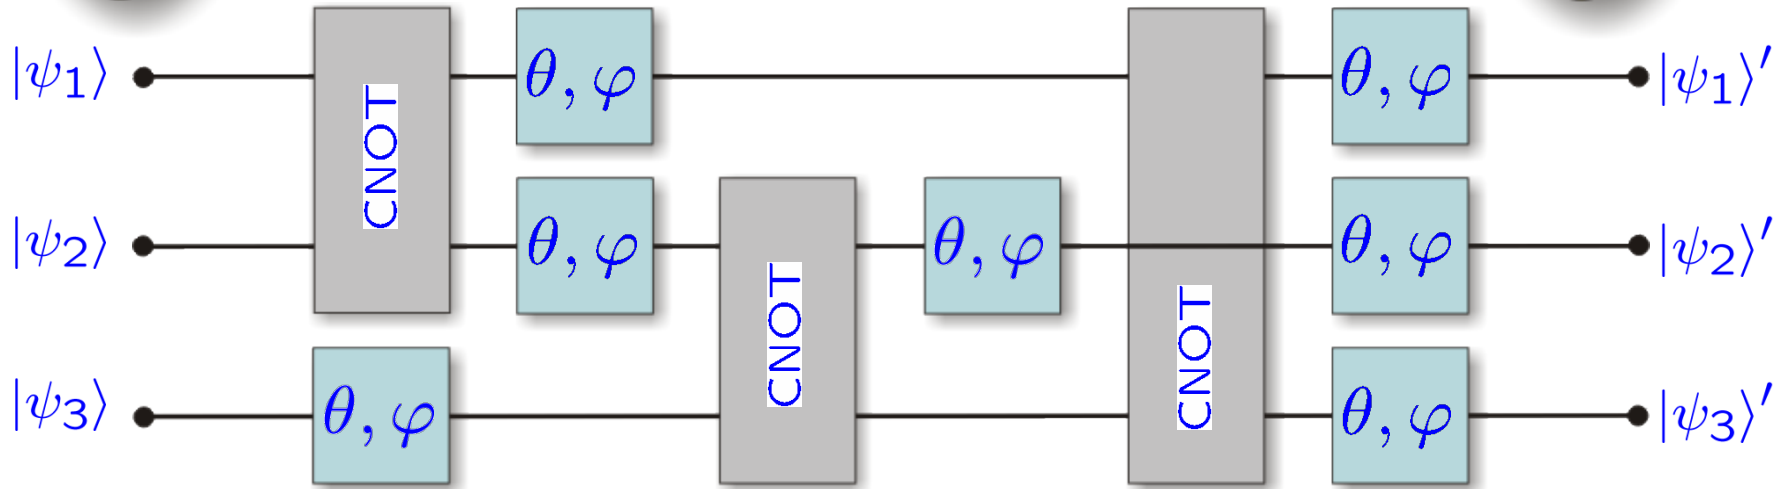 |ψ1⟩ CNOT θ, φ CNOT θ, φ |ψ1⟩′
|ψ2⟩ θ, φ CNOT θ, φ θ, φ |ψ2⟩′
|ψ3⟩ θ, φ θ, φ |ψ3⟩′